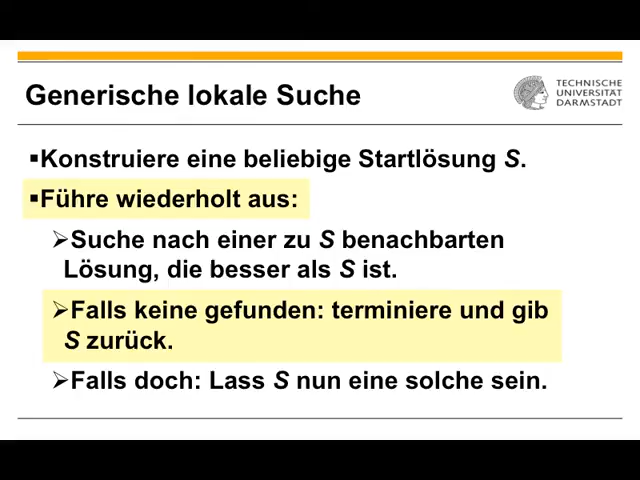 Generische lokale Suche
TECHNISCHE
UNIVERSITÄT
DARMSTADT
▪Konstruiere eine beliebige Startlösung S.
▪Führe wiederholt aus:
➢Suche nach einer zu S benachbarten
Lösung, die besser als S ist.
➢Falls keine gefunden: terminiere und gib
S zurück.
➢Falls doch: Lass S nun eine solche sein.